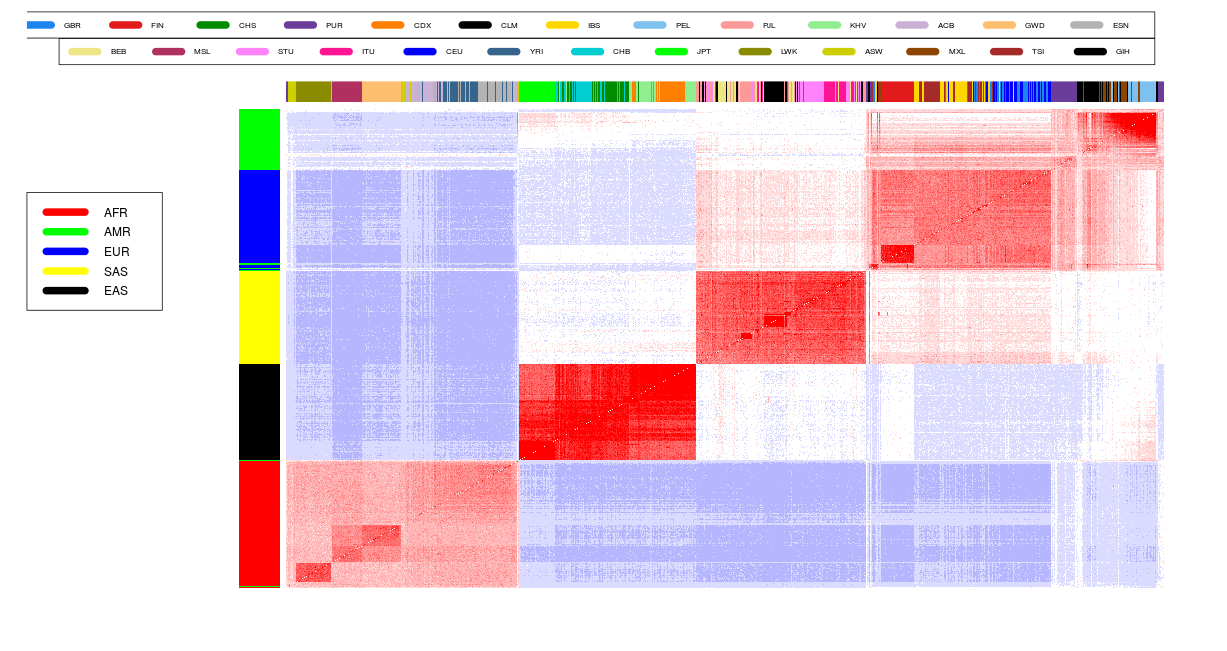 GBR FIN CHS PUR CDX CLM IBS PEL PJL KHV ACB GWD ESN
BEB MSL STU ITU CEU YRI CHB JPT LWK ASW MXL TSI GIH
AFR
AMR
EUR
SAS
EAS